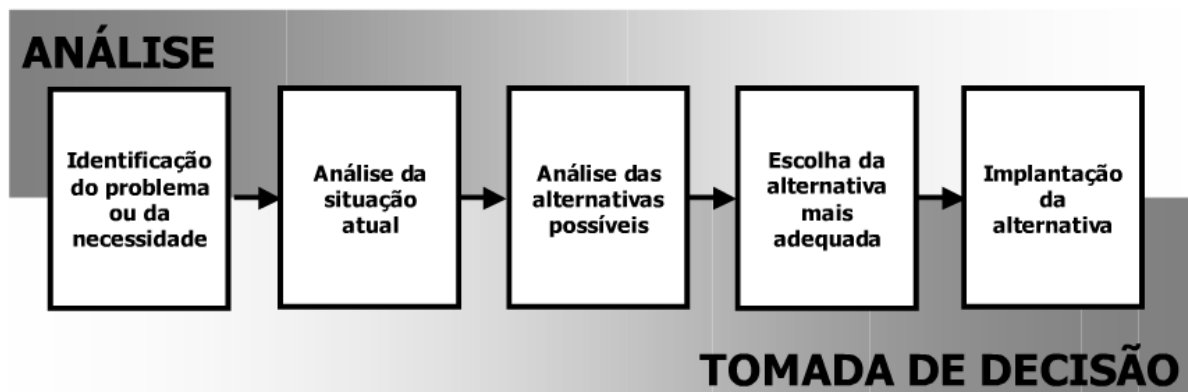 ANÁLISE
Identificação
do problema
ou da
necessidade
Análise da
situação
atual
Análise das
alternativas
possíveis
Escolha da
alternativa
mais
adequada
Implantação
da
alternativa
TOMADA DE DECISÃO